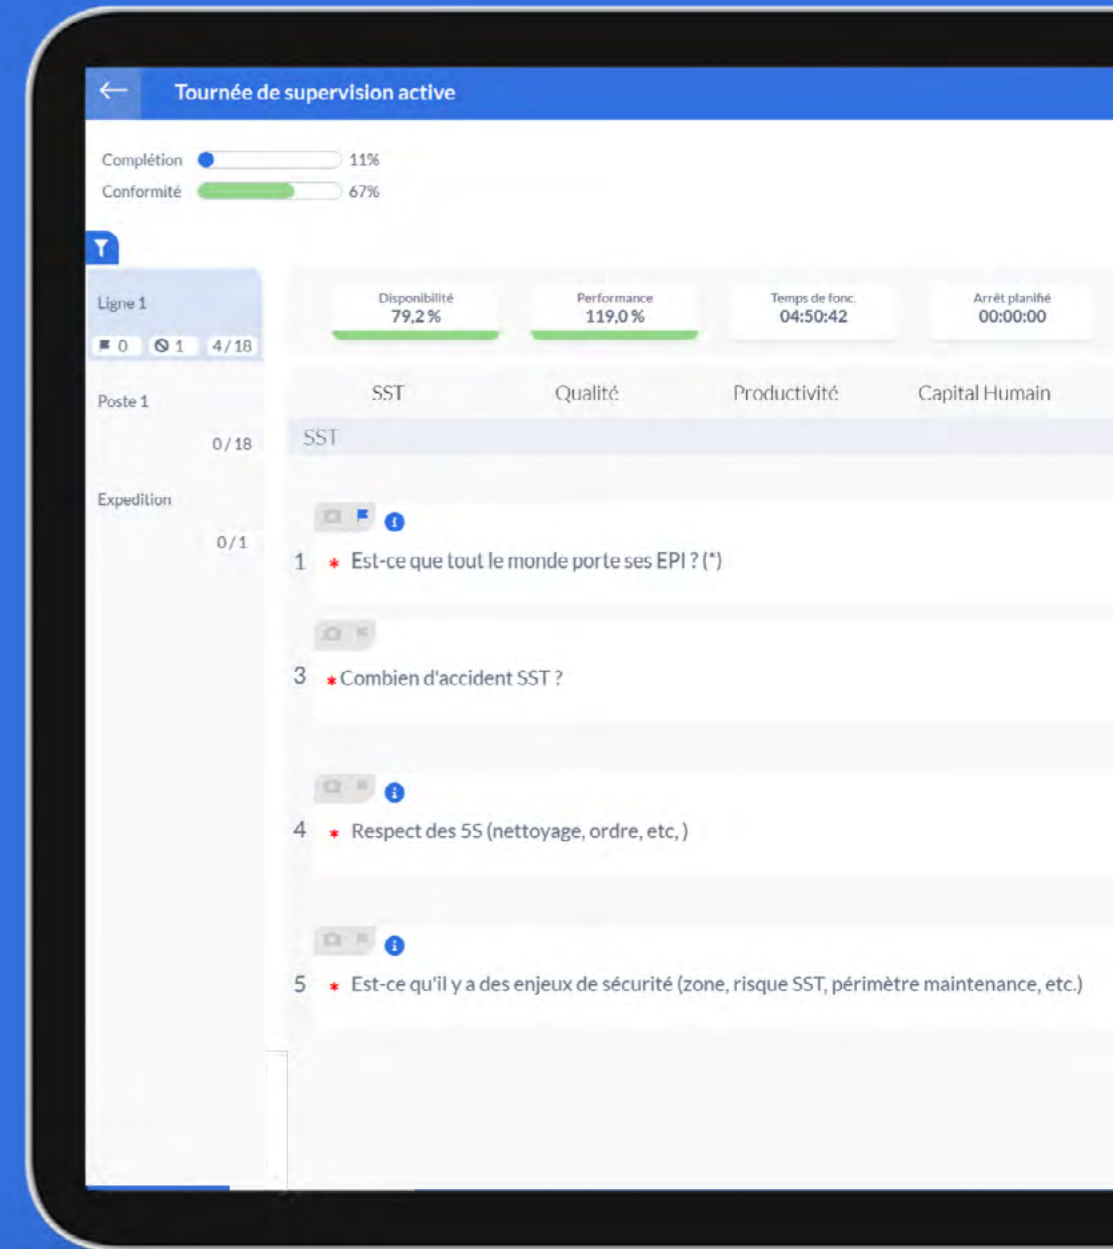 Tournée de supervision active
Complétion 11%
Conformité 67%
Ligne 1
0 1 4/18
Poste 1
0/18
Expedition
0/1
Disponibilité Performance Temps de fonc. Arrêt planifié
79,2 % 119,0 % 04:50:42 00:00:00
SST Qualité Productivité Capital Humain
SST
1 * Est-ce que tout le monde porte ses EPI ? (*)
3 * Combien d'accident SST ?
4 * Respect des 5S (nettoyage, ordre, etc, )
5 * Est-ce qu'il y a des enjeux de sécurité (zone, risque SST, périmètre maintenance, etc.)